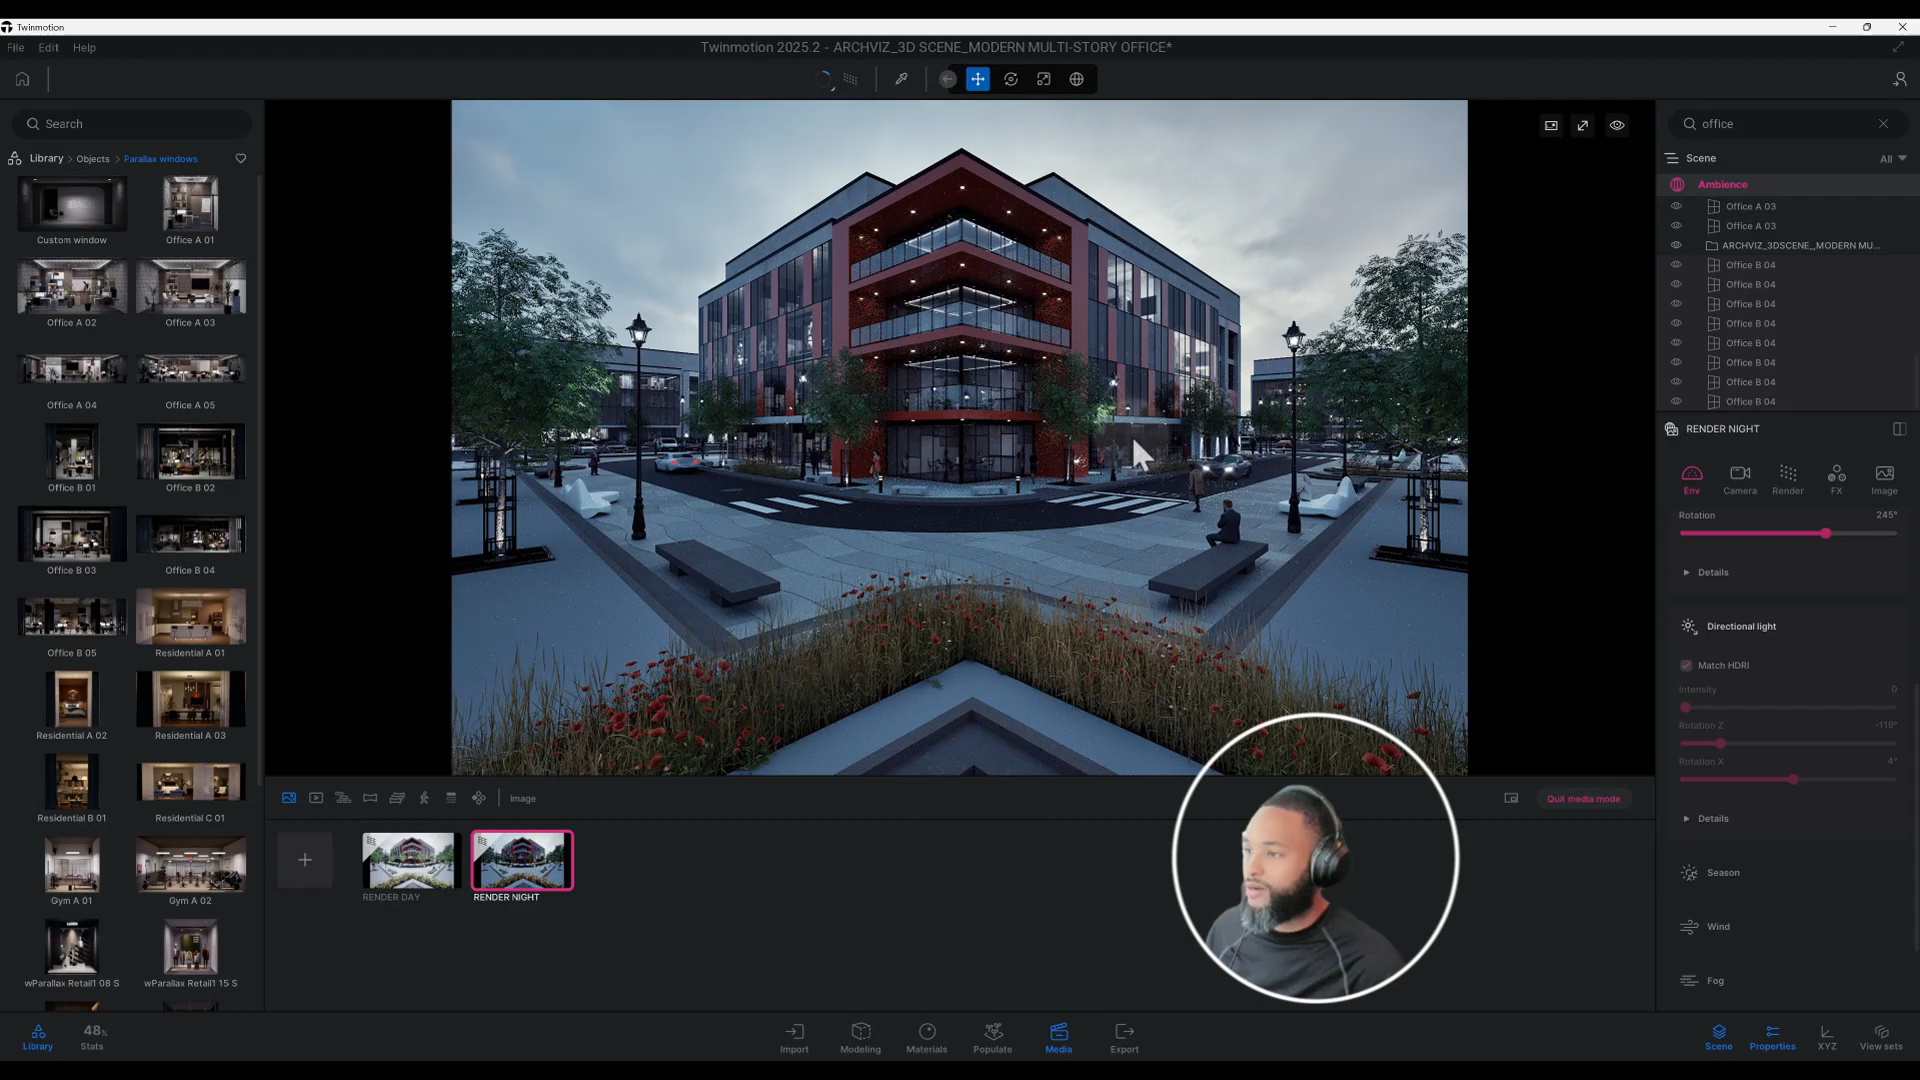 Twinmotion
File Edit Help
Twinmotion 2025.2 - ARCHVIZ_3D SCENE_MODERN MULTI-STORY OFFICE*
Search
Library > Objects > Parallax windows
Custom window
Office A 01
Office A 02
Office A 03
Office A 04
Office A 05
Office B 01
Office B 02
Office B 03
Office B 04
Office B 05
Residential A 01
Residential A 02
Residential A 03
Residential B 01
Residential C 01
Gym A 01
Gym A 02
wParallax Retail1 08 S
wParallax Retail1 15 S
Library
48%
Stats
Image
Quit media mode
RENDER DAY
RENDER NIGHT
Import
Modeling
Materials
Populate
Media
Export
office
Scene
All
Ambience
Office A 03
Office A 03
ARCHVIZ_3DSCENE_MODERN MU...
Office B 04
Office B 04
Office B 04
Office B 04
Office B 04
Office B 04
Office B 04
Office B 04
RENDER NIGHT
Env
Camera
Render
FX
Image
Rotation 245°
Details
Directional light
Match HDRI
Intensity 0
Rotation Z -119°
Rotation X 4°
Details
Season
Wind
Fog
Scene
Properties
XYZ
View sets